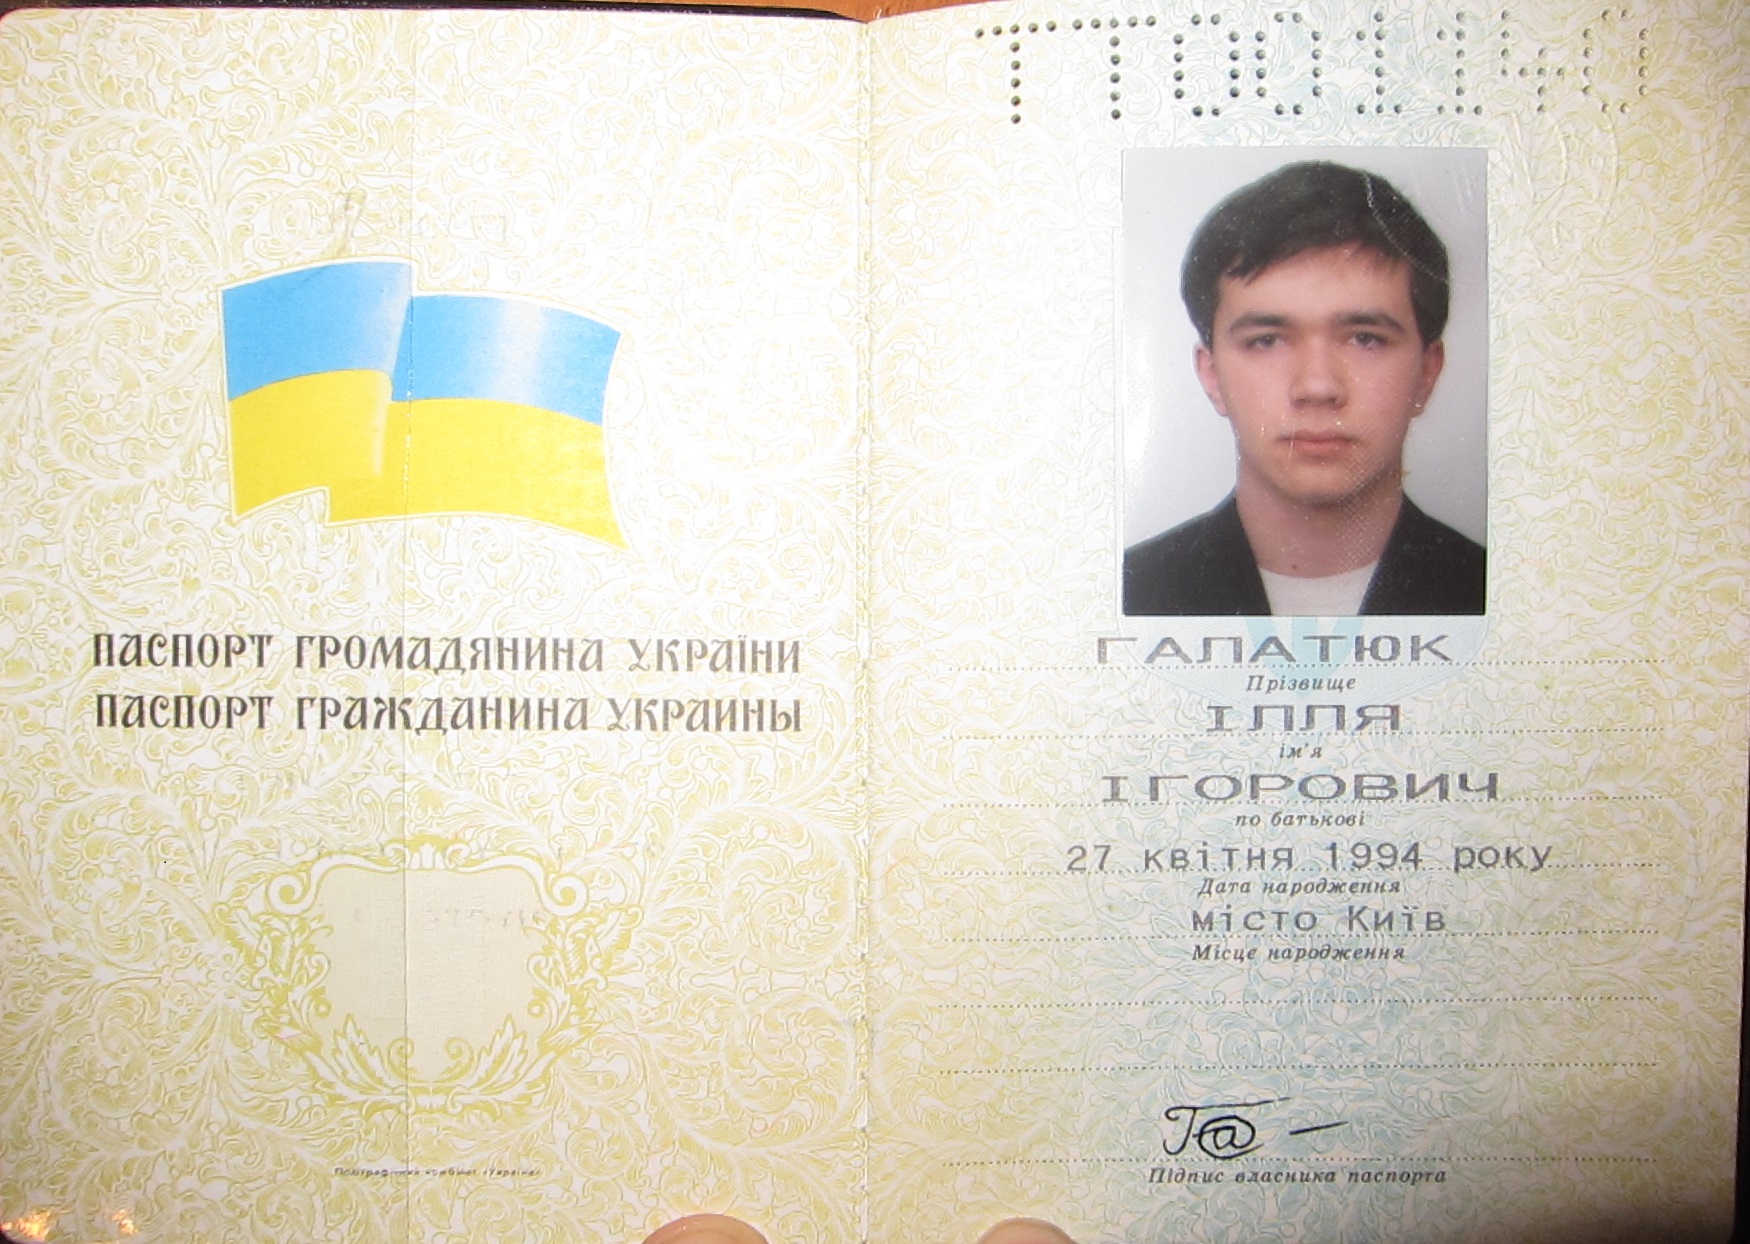 ПАСПОРТ ГРОМАДЯНИНА УКРАЇНИ
ПАСПОРТ ГРАЖДАНИНА УКРАИНЫ
Поліграфічний комбінат «Україна»
ТТ001140
ГАЛАТЮК
Прізвище
ІЛЛЯ
ім'я
ІГОРОВИЧ
по батькові
27 квітня 1994 року
Дата народження
місто Київ
Місце народження
Підпис власника паспорта